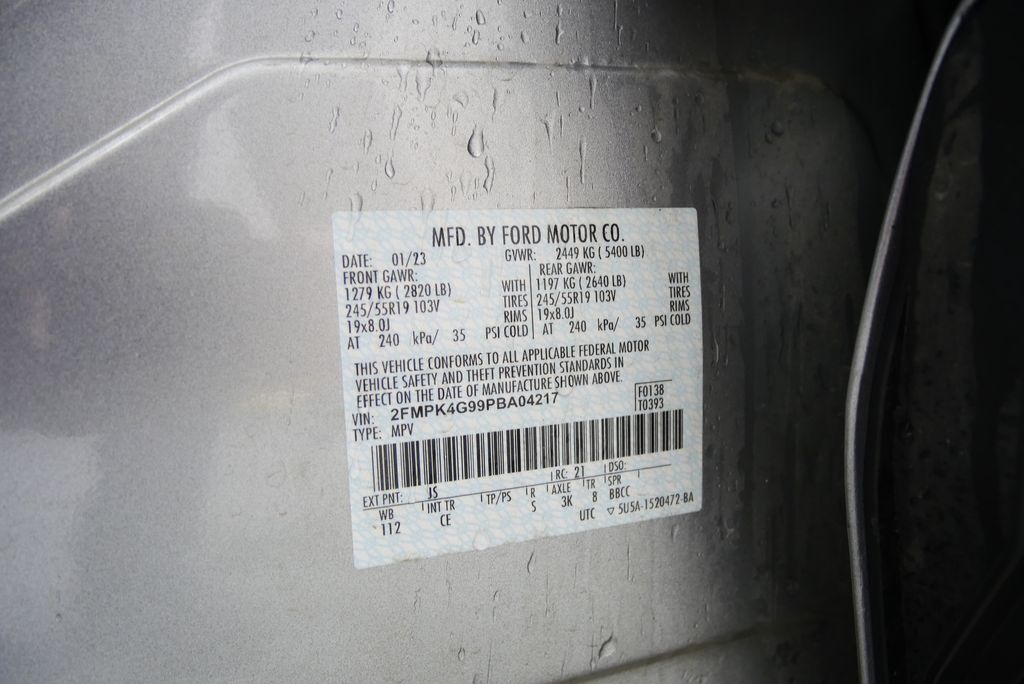 MFD. BY FORD MOTOR CO.
DATE: 01/23 GVWR: 2449 KG ( 5400 LB)
FRONT GAWR: REAR GAWR:
1279 KG ( 2820 LB) WITH 1197 KG (2640 LB) WITH
245/55R19 103V TIRES 245/55R19 103V TIRES
19x8.0J RIMS 19x8.0J RIMS
AT 240 kPa/ 35 PSI COLD AT 240 kPa/ 35 PSI COLD
THIS VEHICLE CONFORMS TO ALL APPLICABLE FEDERAL MOTOR
VEHICLE SAFETY AND THEFT PREVENTION STANDARDS IN
EFFECT ON THE DATE OF MANUFACTURE SHOWN ABOVE.
VIN: 2FMPK4G99PBA04217 F0138
TYPE: MPV T0393
EXT PNT: JS RC: 21 DSO:
WB INT TR TP/PS R AXLE TR SPR
112 CE S 3K 8 BBCC
UTC ▽ 5U5A-1520472-BA